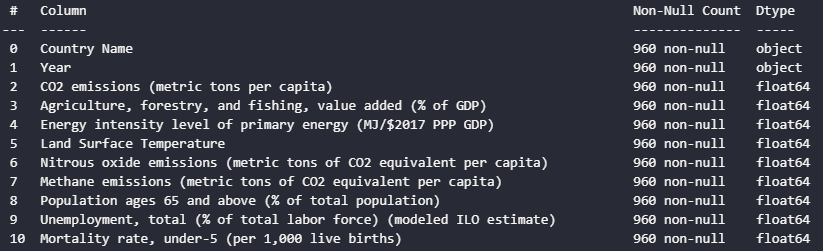 #   Column   Non-Null Count   Dtype
---  ------   --------------   -----
0   Country Name   960 non-null   object
1   Year   960 non-null   object
2   CO2 emissions (metric tons per capita)   960 non-null   float64
3   Agriculture, forestry, and fishing, value added (% of GDP)   960 non-null   float64
4   Energy intensity level of primary energy (MJ/$2017 PPP GDP)   960 non-null   float64
5   Land Surface Temperature   960 non-null   float64
6   Nitrous oxide emissions (metric tons of CO2 equivalent per capita)   960 non-null   float64
7   Methane emissions (metric tons of CO2 equivalent per capita)   960 non-null   float64
8   Population ages 65 and above (% of total population)   960 non-null   float64
9   Unemployment, total (% of total labor force) (modeled ILO estimate)   960 non-null   float64
10  Mortality rate, under-5 (per 1,000 live births)   960 non-null   float64